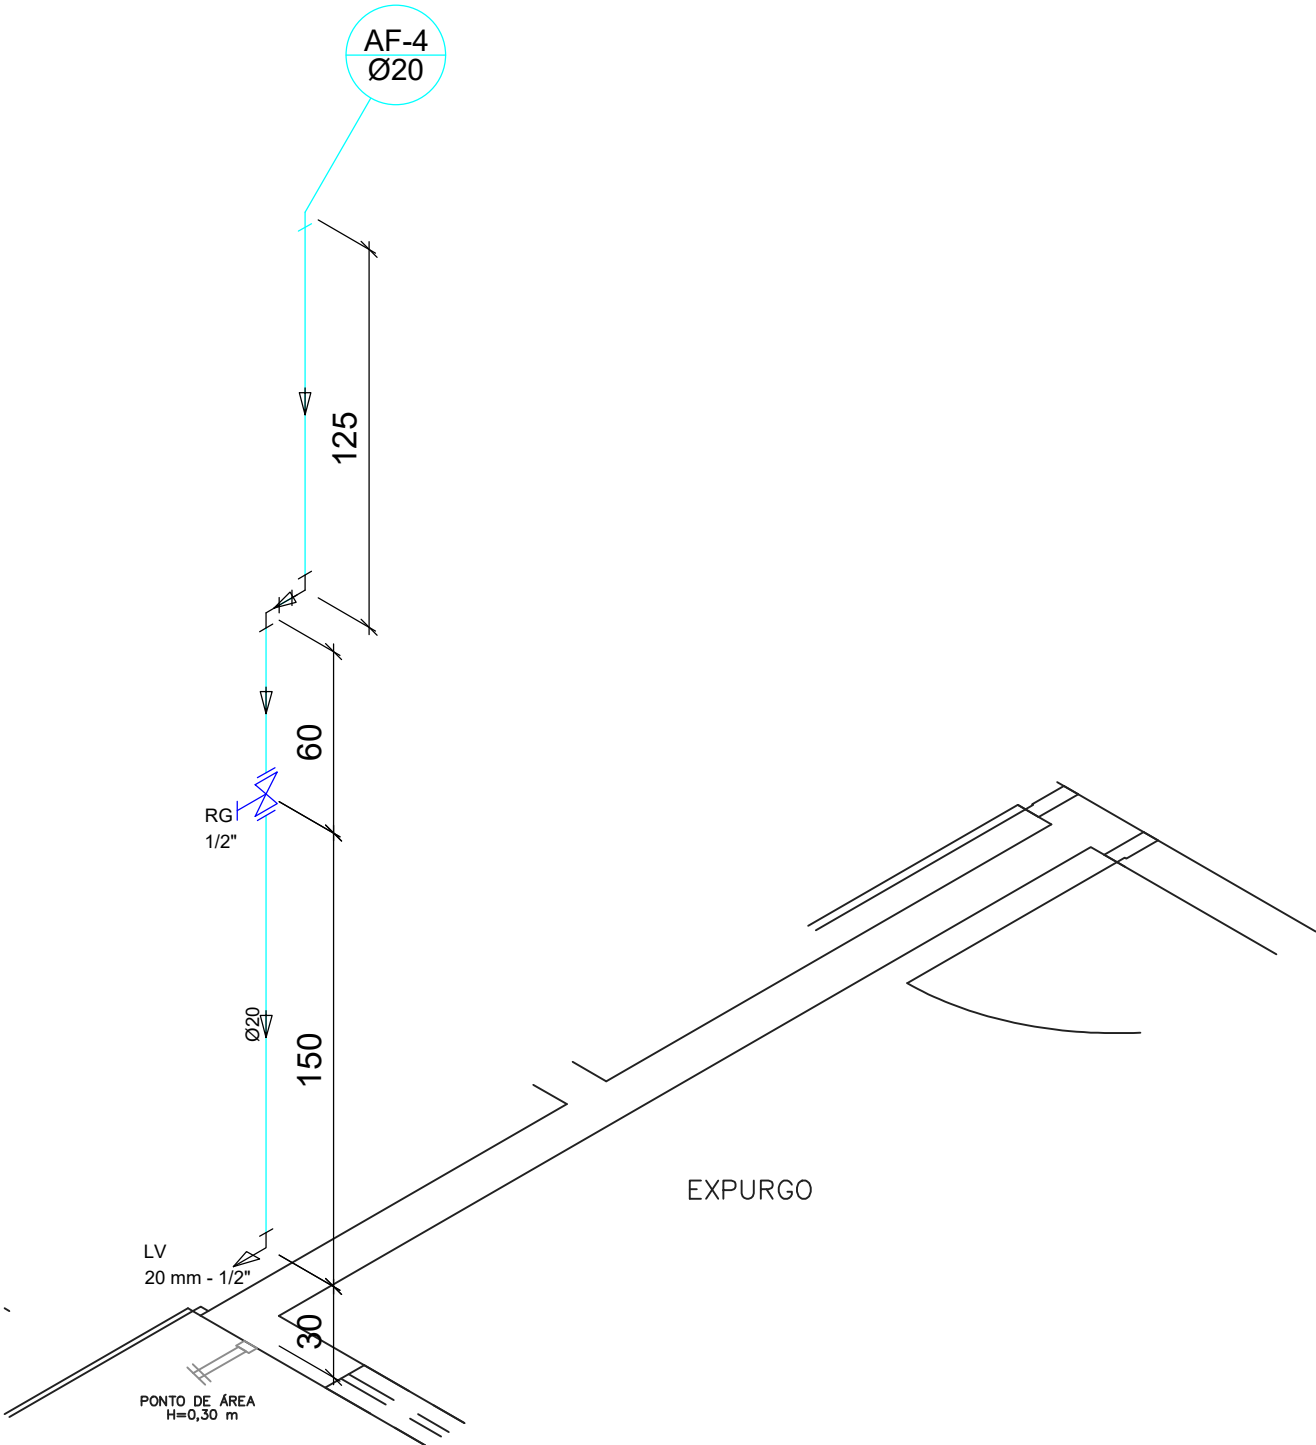 AF-4
Ø20
125
60
RG
1/2"
Ø20
150
EXPURGO
LV
20 mm - 1/2"
30
PONTO DE ÁREA
H=0,30 m